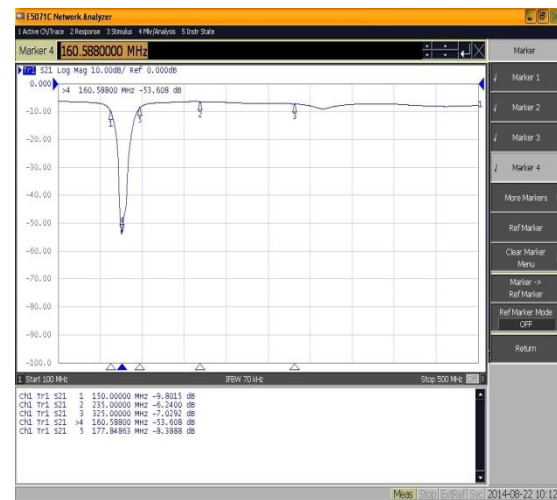 E5071C Network Analyzer
1 Active Ch/Trace 2 Response 3 Stimulus 4 Mkr/Analysis 5 Instr State
Marker 4 160.5880000 MHz
Marker
Tr1 S21 Log Mag 10.00dB/ Ref 0.000dB
0.000
>4 160.58800 MHz -53.608 dB
-10.00
-20.00
-30.00
-40.00
-50.00
-60.00
-70.00
-80.00
-90.00
-100.0
1
5
2
3
4
1
Marker 1
Marker 2
Marker 3
Marker 4
More Markers
Ref Marker
Clear Marker
Menu
Marker ->
Ref Marker
Ref Marker Mode
OFF
Return
1 Start 100 MHz IFBW 70 kHz Stop 500 MHz Off
Ch1 Tr1 S21 1 150.00000 MHz -9.8015 dB
Ch1 Tr1 S21 2 235.00000 MHz -6.2400 dB
Ch1 Tr1 S21 3 325.00000 MHz -7.0292 dB
Ch1 Tr1 S21 >4 160.58800 MHz -53.608 dB
Ch1 Tr1 S21 5 177.84863 MHz -8.3888 dB
Meas Stop ExtRef Svc 2014-08-22 10:12